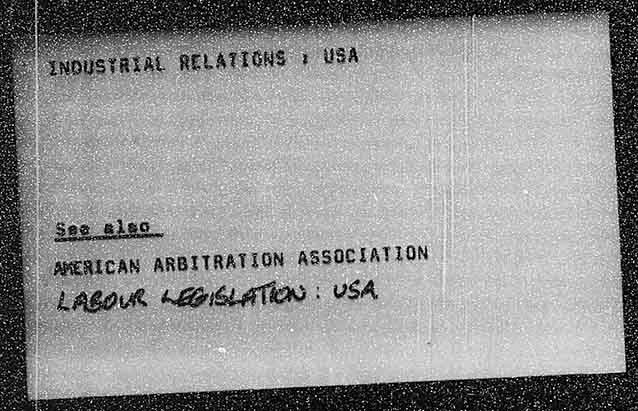 INDUSTRIAL RELATIONS : USA
See also
AMERICAN ARBITRATION ASSOCIATION
LABOUR LEGISLATION : USA